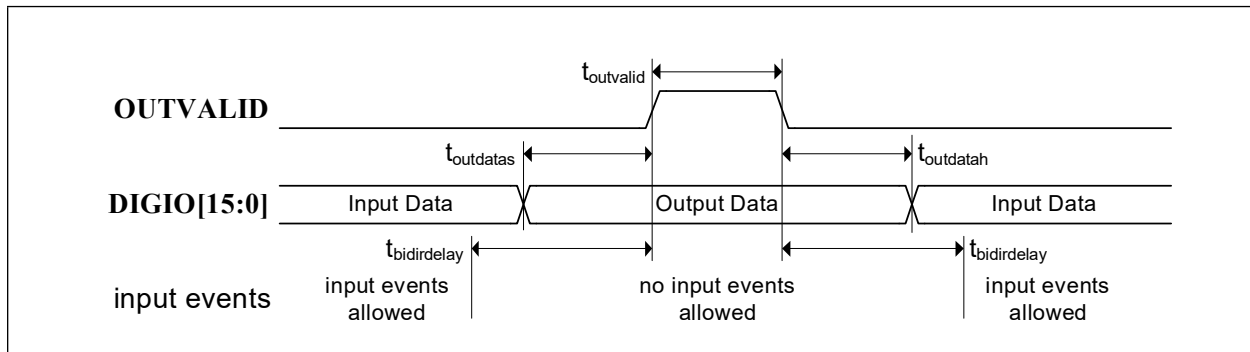 t_outvalid
OUTVALID
t_outdatas
t_outdatah
DIGIO[15:0]
Input Data
Output Data
Input Data
t_bidirdelay
t_bidirdelay
input events
input events
allowed
no input events
allowed
input events
allowed